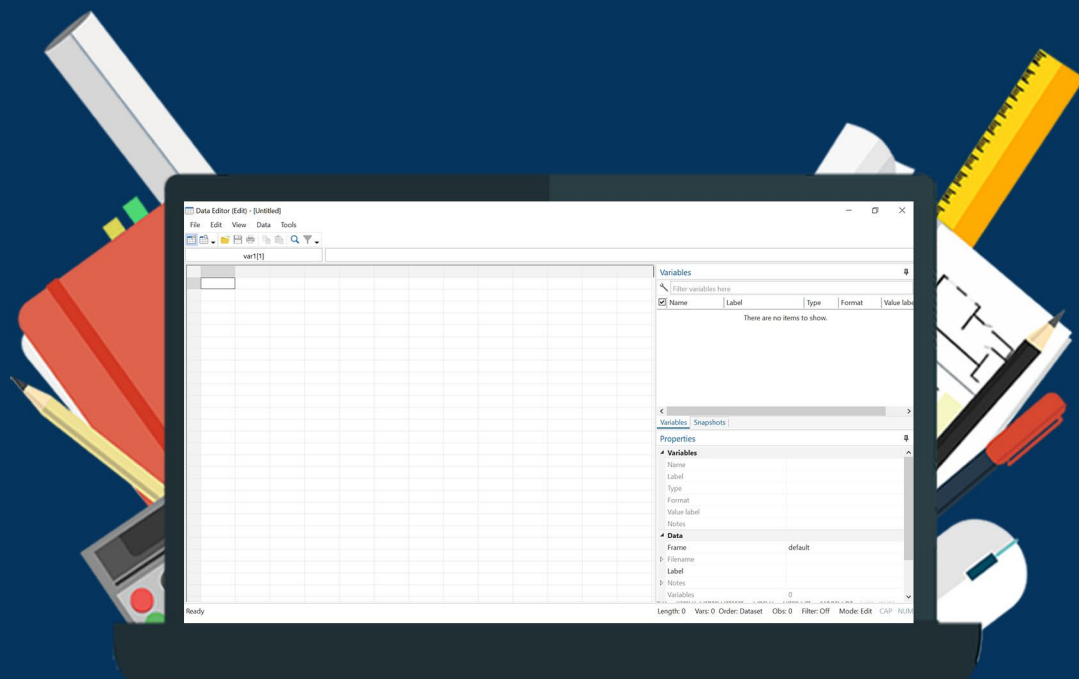 Data Editor (Edit) - [Untitled]
File Edit View Data Tools
var1[1]
Variables
Filter variables here
Name Label Type Format Value labe
There are no items to show.
Variables Snapshots
Properties
Variables
Name
Label
Type
Format
Value label
Notes
Data
Frame default
Filename
Label
Notes
Variables 0
Ready Length: 0 Vars: 0 Order: Dataset Obs: 0 Filter: Off Mode: Edit CAP NUM